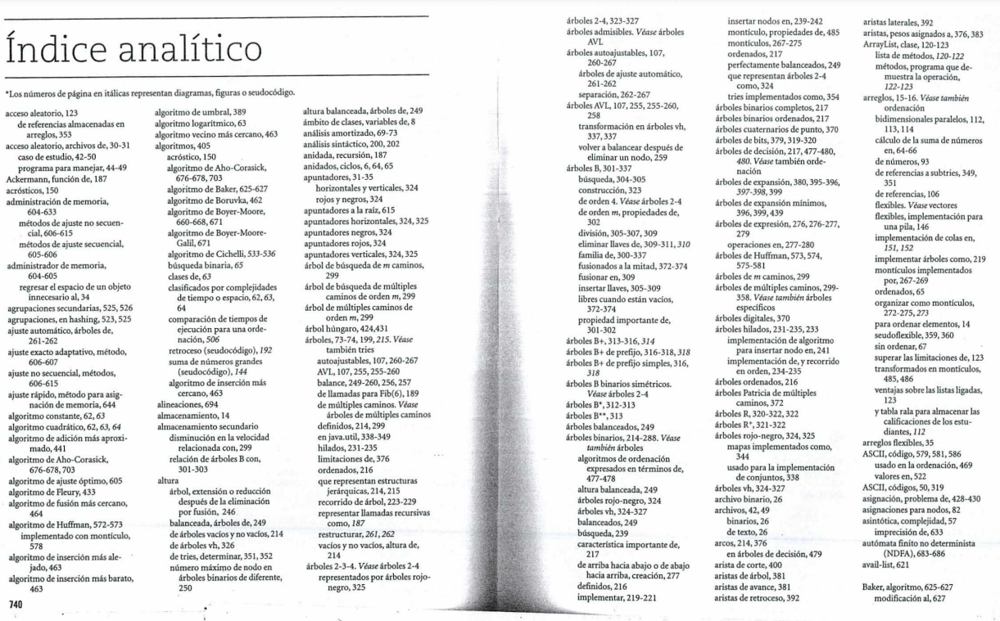 Índice analítico
*Los números de página en itálicas representan diagramas, figuras o seudocódigo.
acceso aleatorio, 123
de referencias almacenadas en
arreglos, 353
acceso aleatorio, archivos de, 30-31
caso de estudio, 42-50
programa para manejar, 44-49
Ackermann, función de, 187
acrósticos, 150
administración de memoria,
604-633
métodos de ajuste no secuen-
cial, 606-615
métodos de ajuste secuencial,
605-606
administrador de memoria,
604-605
regresar el espacio de un objeto
innecesario al, 34
agrupaciones secundarias, 525, 526
agrupaciones, en hashing, 523, 525
ajuste automático, árboles de,
261-262
ajuste exacto adaptativo, método,
606-607
ajuste no secuencial, métodos,
606-615
ajuste rápido, método para asig-
nación de memoria, 644
algoritmo constante, 62, 63
algoritmo cuadrático, 62, 63, 64
algoritmo de adición más aproxi-
mado, 441
algoritmo de Aho-Corasick,
676-678, 703
algoritmo de ajuste óptimo, 605
algoritmo de Fleury, 433
algoritmo de fusión más cercano,
464
algoritmo de Huffman, 572-573
implementado con montículo,
578
algoritmo de inserción más ale-
jado, 463
algoritmo de inserción más barato,
463
740
algoritmo de umbral, 389
algoritmo logarítmico, 63
algoritmo vecino más cercano, 463
algoritmos, 405
acróstico, 150
algoritmo de Aho-Corasick,
676-678, 703
algoritmo de Baker, 625-627
algoritmo de Boruvka, 462
algoritmo de Boyer-Moore,
660-668, 671
algoritmo de Boyer-Moore-
Galil, 671
algoritmo de Cichelli, 533-536
búsqueda binaria, 65
clases de, 63
clasificados por complejidades
de tiempo o espacio, 62, 63,
64
comparación de tiempos de
ejecución para una orde-
nación, 506
retroceso (seudocódigo), 192
suma de números grandes
(seudocódigo), 144
algoritmo de inserción más
cercano, 463
alineaciones, 694
almacenamiento, 14
almacenamiento secundario
disminución en la velocidad
relacionada con, 299
relación de árboles B con,
301-303
altura
árbol, extensión o reducción
después de la eliminación
por fusión, 246
balanceada, árboles de, 249
de árboles vacíos y no vacíos, 214
de árboles vh, 326
de tries, determinar, 351, 352
número máximo de nodo en
árboles binarios de diferente,
250
altura balanceada, árboles de, 249
ámbito de clases, variables de, 8
análisis amortizado, 69-73
análisis sintáctico, 200, 202
anidada, recursión, 187
anidados, ciclos, 6, 64, 65
apuntadores, 31-35
horizontales y verticales, 324
rojos y negros, 324
apuntadores a la raíz, 615
apuntadores horizontales, 324, 325
apuntadores negros, 324
apuntadores rojos, 324
apuntadores verticales, 324, 325
árbol de búsqueda de m caminos,
299
árbol de búsqueda de múltiples
caminos de orden m, 299
árbol de múltiples caminos de
orden m, 299
árbol húngaro, 424,431
árboles, 73-74, 199, 215. Véase
también tries
autoajustables, 107, 260-267
AVL, 107, 255, 255-260
balance, 249-260, 256, 257
de llamadas para Fib(6), 189
de múltiples caminos. Véase
árboles de múltiples caminos
definidos, 214, 299
en java.util, 338-349
hilados, 231-235
limitaciones de, 376
ordenados, 216
que representan estructuras
jerárquicas, 214, 215
recorrido de árbol, 223-229
representar llamadas recursivas
como, 187
restructurar, 261, 262
vacíos y no vacíos, altura de,
214
árboles 2-3-4. Véase árboles 2-4
representados por árboles rojo-
negro, 325
árboles 2-4, 323-327
árboles admisibles. Véase árboles
AVL
árboles autoajustables, 107,
260-267
árboles de ajuste automático,
261-262
separación, 262-267
árboles AVL, 107, 255, 255-260,
258
transformación en árboles vh,
337, 337
volver a balancear después de
eliminar un nodo, 259
árboles B, 301-337
búsqueda, 304-305
construcción, 323
de orden 4. Véase árboles 2-4
de orden m, propiedades de,
302
división, 305-307, 309
eliminar llaves de, 309-311, 310
familia de, 300-337
fusionados a la mitad, 372-374
fusionar en, 309
insertar llaves, 305-309
libres cuando están vacíos,
372-374
propiedad importante de,
301-302
árboles B+, 313-316, 314
árboles B+ de prefijo, 316-318, 318
árboles B+ de prefijo simples, 316,
318
árboles B binarios simétricos.
Véase árboles 2-4
árboles B*, 312-313
árboles B**, 313
árboles balanceados, 249
árboles binarios, 214-288. Véase
también árboles
algoritmos de ordenación
expresados en términos de,
477-478
altura balanceada, 249
árboles rojo-negro, 324
árboles vh, 324-327
balanceados, 249
búsqueda, 239
característica importante de,
217
de arriba hacia abajo o de abajo
hacia arriba, creación, 277
definidos, 216
implementar, 219-221
insertar nodos en, 239-242
montículo, propiedades de, 485
montículos, 267-275
ordenados, 217
perfectamente balanceados, 249
que representan árboles 2-4
como, 324
tries implementados como, 354
árboles binarios completos, 217
árboles binarios ordenados, 217
árboles cuaternarios de punto, 370
árboles de bits, 379, 319-320
árboles de decisión, 217, 477-480,
480. Véase también orde-
nación
árboles de expansión, 380, 395-396,
397-398, 399
árboles de expansión mínimos,
396, 399, 439
árboles de expresión, 276, 276-277,
279
operaciones en, 277-280
árboles de Huffman, 573, 574,
575-581
árboles de m caminos, 299
árboles de múltiples caminos, 299-
358. Véase también árboles
específicos
árboles digitales, 370
árboles hilados, 231-235, 233
implementación de algoritmo
para insertar nodo en, 241
implementación de, y recorrido
en orden, 234-235
árboles ordenados, 216
árboles Patricia de múltiples
caminos, 372
árboles R, 320-322, 322
árboles R+, 321-322
árboles rojo-negro, 324, 325
mapas implementados como,
344
usado para la implementación
de conjuntos, 338
árboles vh, 324-327
archivo binario, 26
archivos, 42, 49
binarios, 26
de texto, 26
arcos, 214, 376
en árboles de decisión, 479
arista de corte, 400
aristas de árbol, 381
aristas de avance, 381
aristas de retroceso, 392
aristas laterales, 392
aristas, pesos asignados a, 376, 383
ArrayList, clase, 120-123
lista de métodos, 120-122
métodos, programa que de-
muestra la operación,
122-123
arreglos, 15-16. Véase también
ordenación
bidimensionales paralelos, 112,
113, 114
cálculo de la suma de números
en, 64-66
de números, 93
de referencias a subtries, 349,
351
de referencias, 106
flexibles. Véase vectores
flexibles, implementación para
una pila, 146
implementación de colas en,
151, 152
implementar árboles como, 219
montículos implementados
por, 267-269
ordenados, 65
organizar como montículos,
272-275, 273
para ordenar elementos, 14
seudoflexible, 359, 360
sin ordenar, 67
superar las limitaciones de, 123
transformados en montículos,
485, 486
ventajas sobre las listas ligadas,
123
y tabla rala para almacenar las
calificaciones de los estu-
diantes, 112
arreglos flexibles, 35
ASCII, código, 579, 581, 586
usado en la ordenación, 469
valores en, 522
ASCII, códigos, 50, 319
asignación, problema de, 428-430
asignaciones para nodos, 82
asintótica, complejidad, 57
imprecisión de, 633
autómata finito no determinista
(NDFA), 683-686
avail-list, 621
Baker, algoritmo, 625-627
modificación al, 627